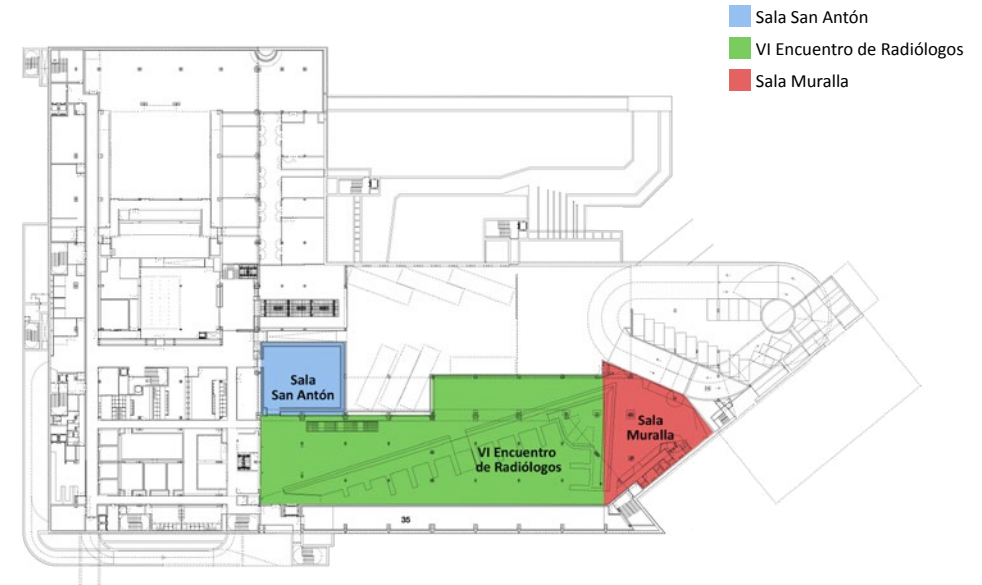 Sala San Antón
VI Encuentro de Radiólogos
Sala Muralla
Sala
San Antón
Sala
Muralla
VI Encuentro
de Radiólogos
35